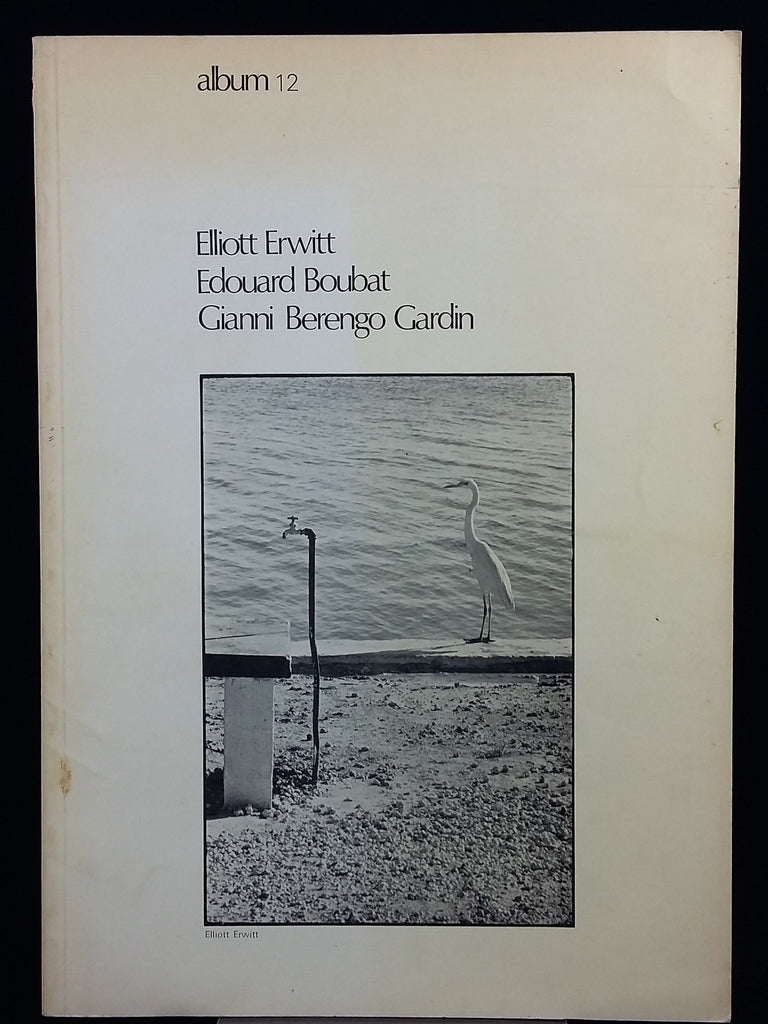 album 12
Elliott Erwitt
Edouard Boubat
Gianni Berengo Gardin
Elliott Erwitt